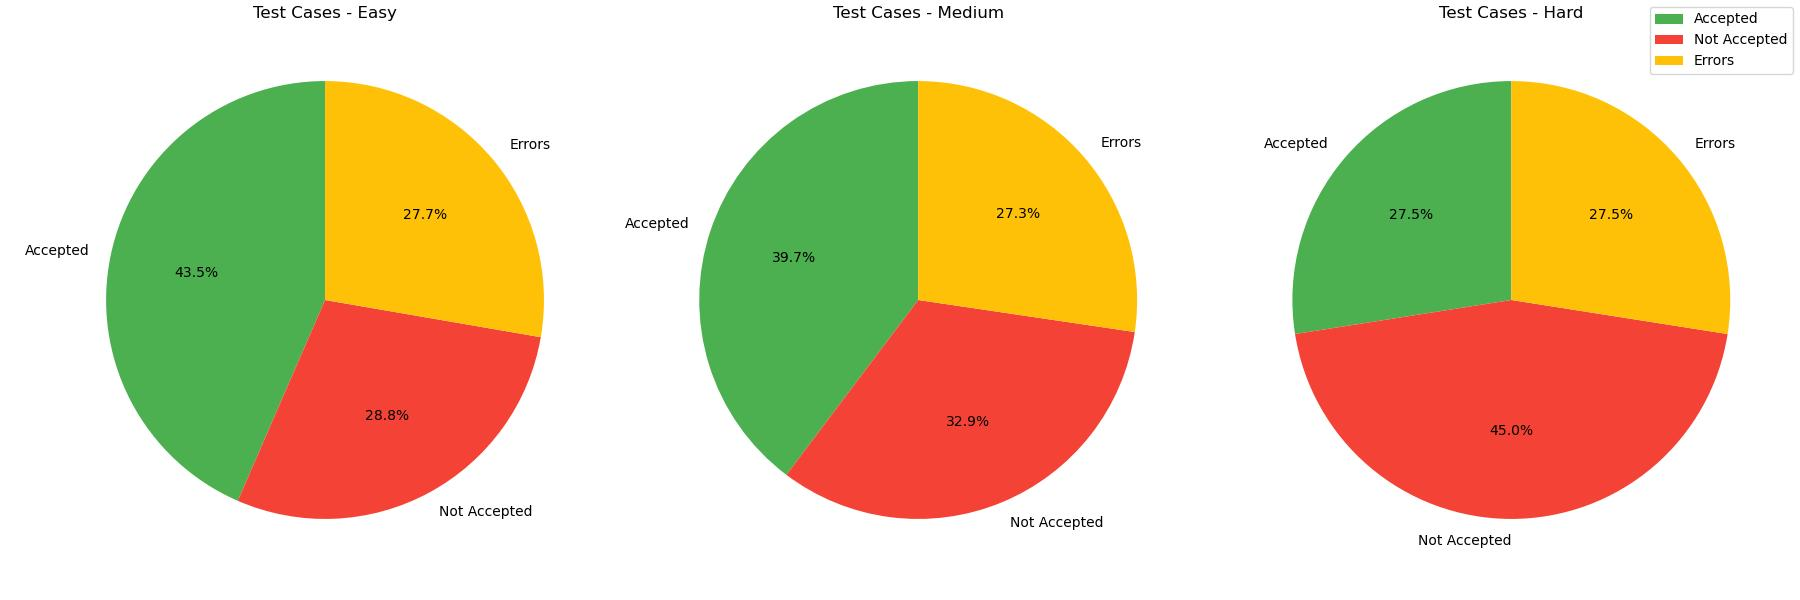 Test Cases - Easy
Accepted
43.5%
Not Accepted
28.8%
Errors
27.7%
Test Cases - Medium
Accepted
39.7%
Not Accepted
32.9%
Errors
27.3%
Test Cases - Hard
Accepted
27.5%
Not Accepted
45.0%
Errors
27.5%
Accepted
Not Accepted
Errors